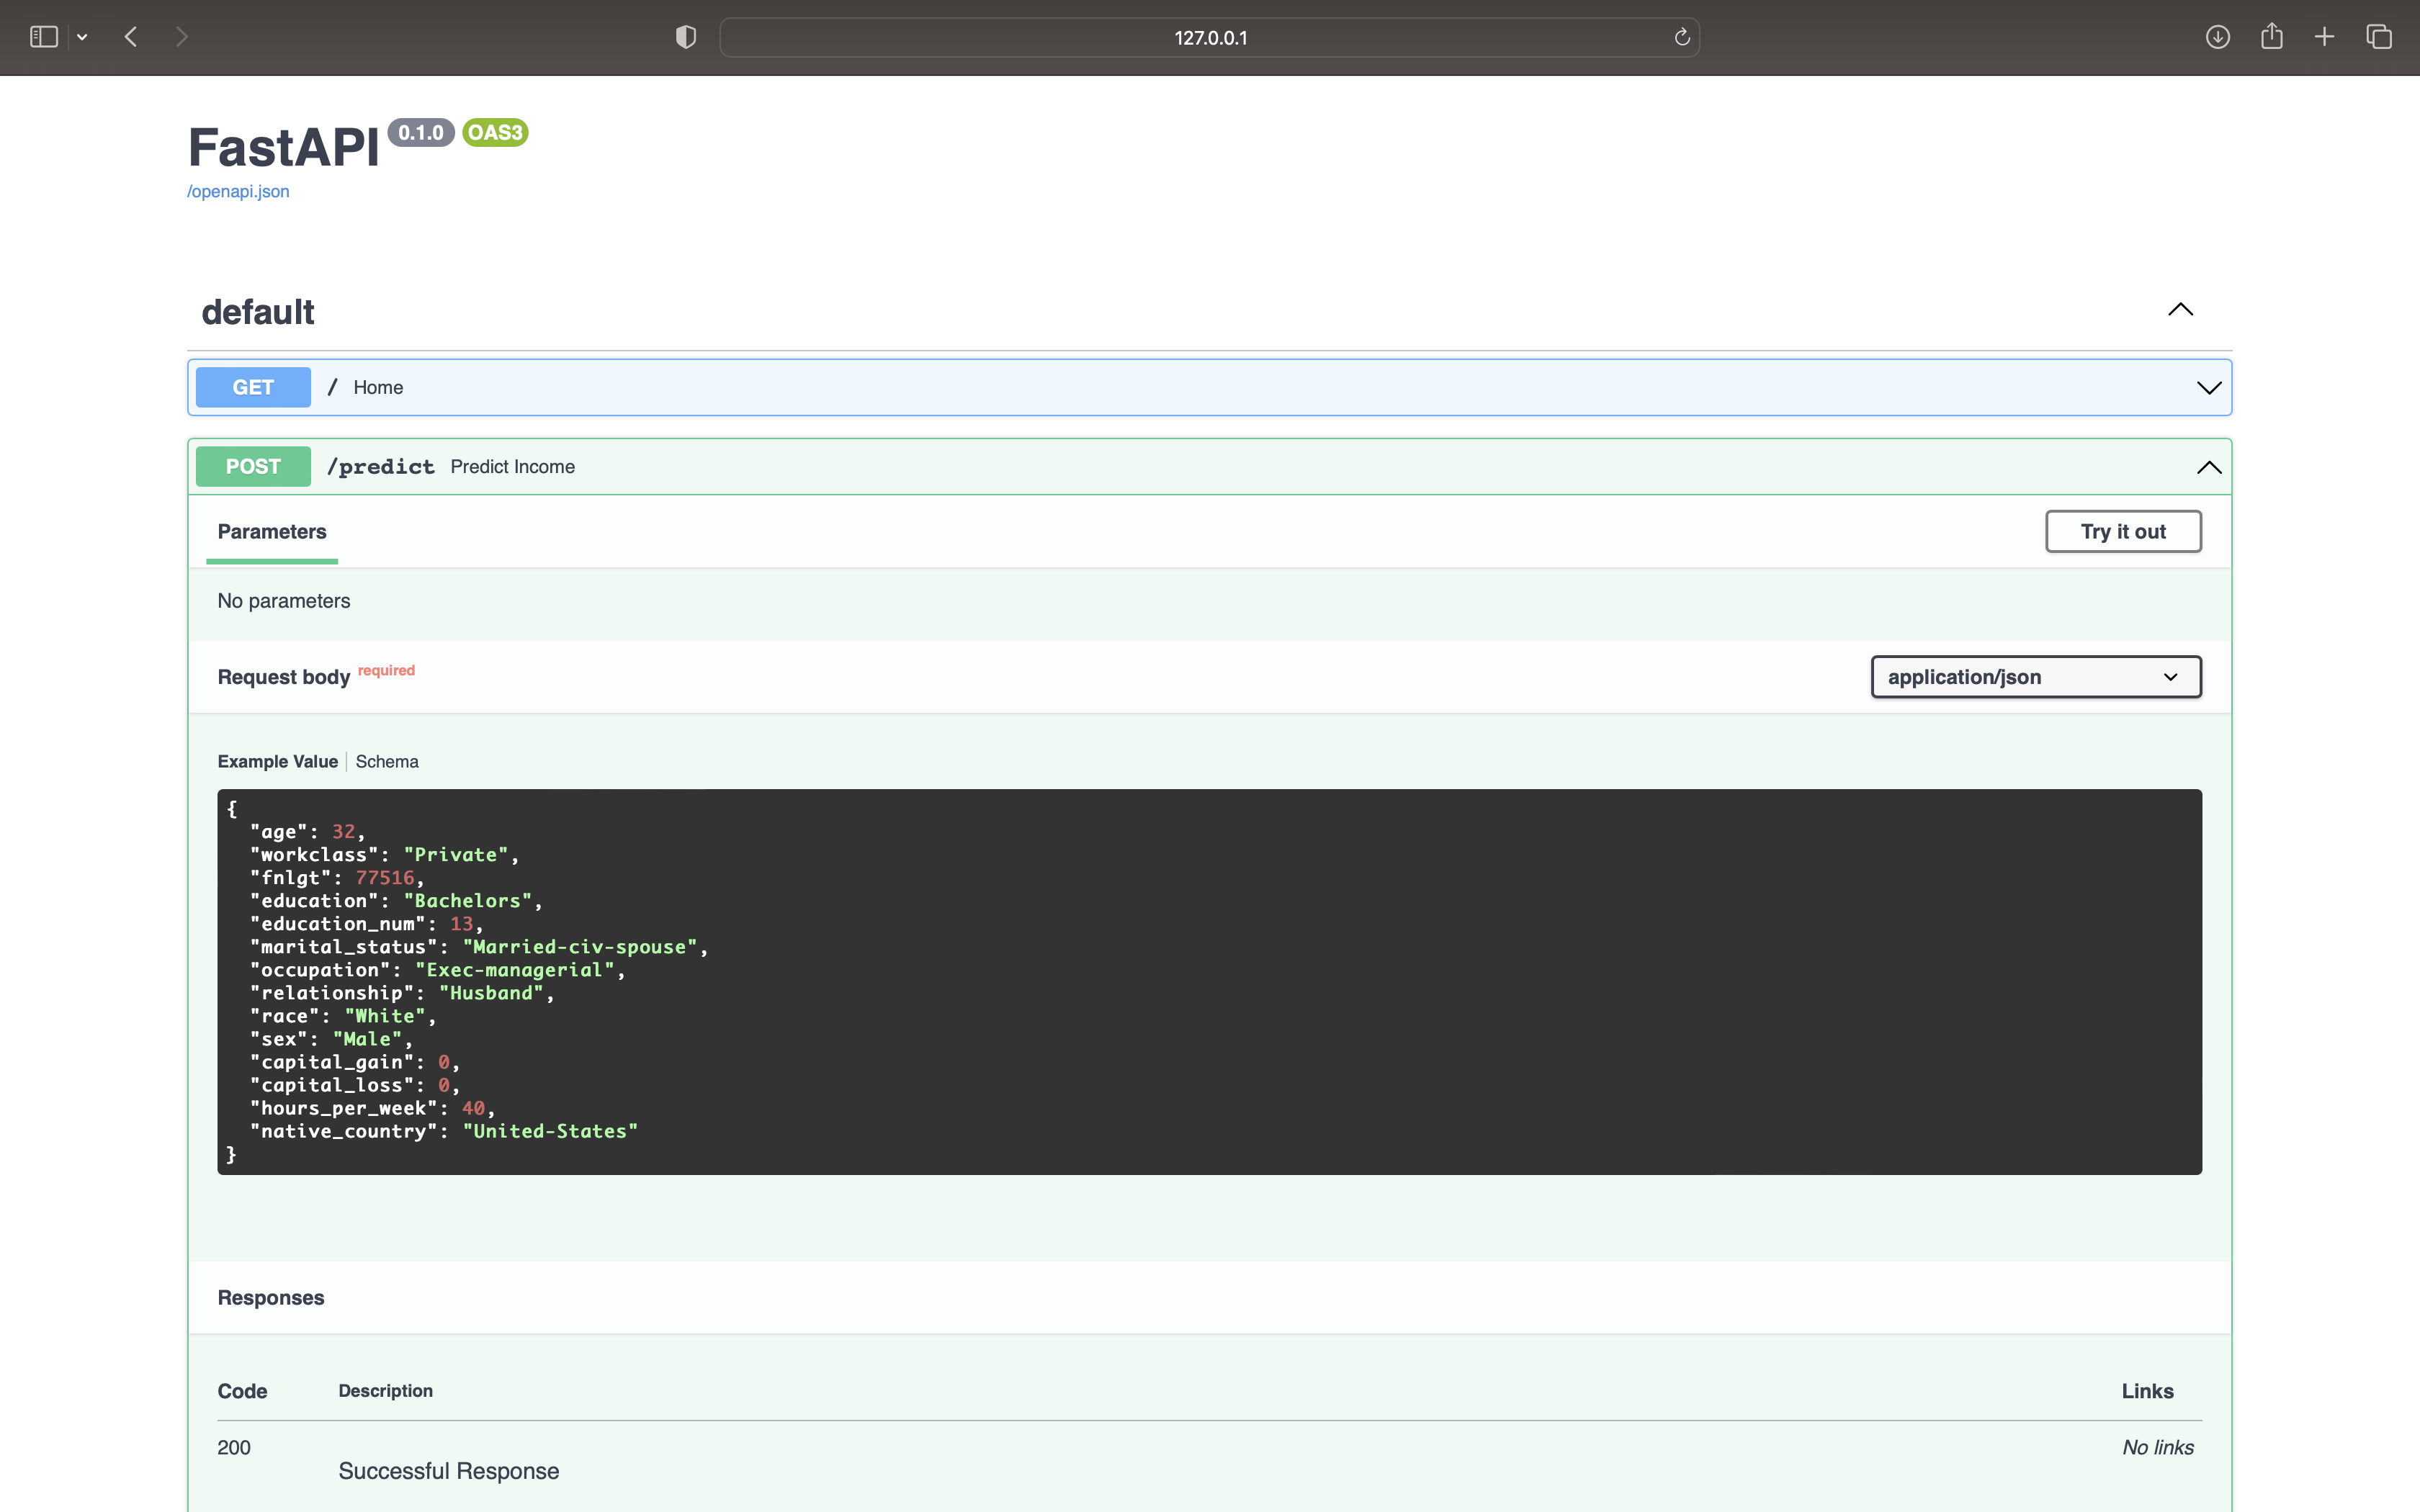 127.0.0.1
FastAPI 0.1.0 OAS3
/openapi.json
default
GET / Home
POST /predict Predict Income
Parameters
Try it out
No parameters
Request body required
application/json
Example Value | Schema
{
  "age": 32,
  "workclass": "Private",
  "fnlgt": 77516,
  "education": "Bachelors",
  "education_num": 13,
  "marital_status": "Married-civ-spouse",
  "occupation": "Exec-managerial",
  "relationship": "Husband",
  "race": "White",
  "sex": "Male",
  "capital_gain": 0,
  "capital_loss": 0,
  "hours_per_week": 40,
  "native_country": "United-States"
}
Responses
Code Description Links
200 No links
Successful Response